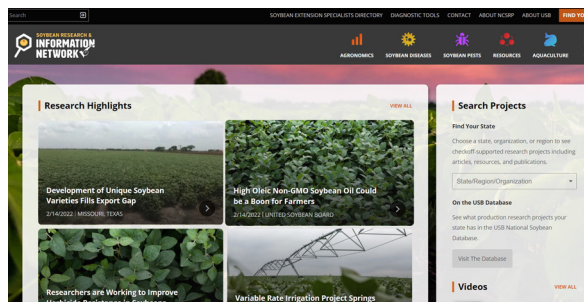 Search
SOYBEAN EXTENSION SPECIALISTS DIRECTORY
DIAGNOSTIC TOOLS
CONTACT
ABOUT NCSRP
ABOUT USB
FIND YO
SOYBEAN RESEARCH &
INFORMATION
NETWORK
AGRONOMICS
SOYBEAN DISEASES
SOYBEAN PESTS
RESOURCES
AQUACULTURE
Research Highlights
VIEW ALL
Development of Unique Soybean
Varieties Fills Export Gap
2/14/2022 | MISSOURI, TEXAS
High Oleic Non-GMO Soybean Oil Could
be a Boon for Farmers
2/14/2022 | UNITED SOYBEAN BOARD
Researchers are Working to Improve
Herbicide Resistance in Soybeans
Variable Rate Irrigation Project Springs
Search Projects
Find Your State
Choose a state, organization, or region to see
checkoff supported research projects including
articles, resources, and publications.
State/Region/Organization
On the USB Database
See what production research projects your
state has in the USB National Soybean
Database.
Visit The Database
Videos
VIEW ALL